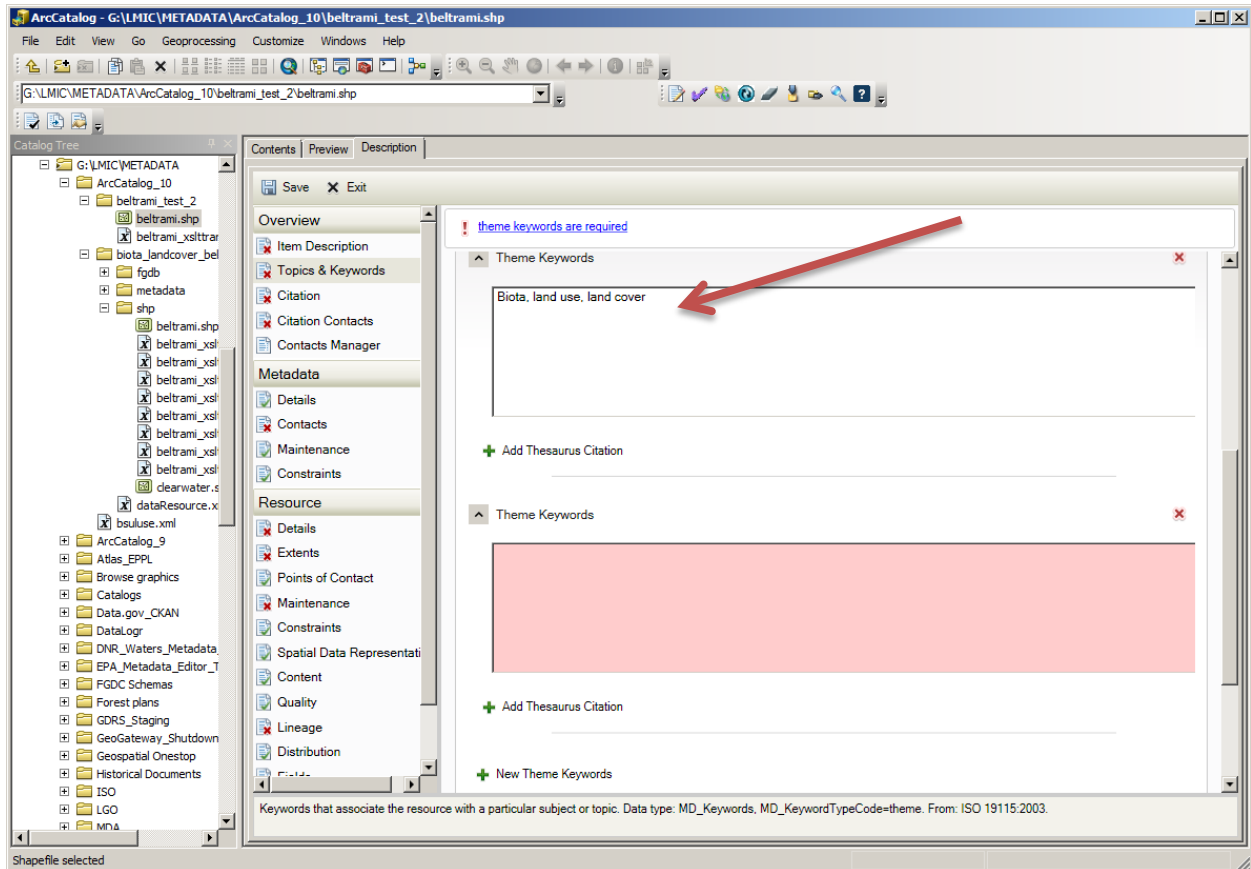 ArcCatalog - G:\LMIC\METADATA\ArcCatalog_10\beltrami_test_2\beltrami.shp
File Edit View Go Geoprocessing Customize Windows Help
G:\LMIC\METADATA\ArcCatalog_10\beltrami_test_2\beltrami.shp
Catalog Tree
G:\LMIC\METADATA
ArcCatalog_10
beltrami_test_2
beltrami.shp
beltrami_xslttrar
biota_landcover_bel
fgdb
metadata
shp
beltrami.shp
beltrami_xsl
beltrami_xsl
beltrami_xsl
beltrami_xsl
beltrami_xsl
beltrami_xsl
beltrami_xsl
beltrami_xsl
clearwater.s
dataResource.x
bsuluse.xml
ArcCatalog_9
Atlas_EPPL
Browse graphics
Catalogs
Data.gov_CKAN
DataLogr
DNR_Waters_Metadata_
EPA_Metadata_Editor_T
FGDC Schemas
Forest plans
GDRS_Staging
GeoGateway_Shutdown
Geospatial Onestop
Historical Documents
ISO
LGO
MDA
Contents Preview Description
Save Exit
Overview
Item Description
Topics & Keywords
Citation
Citation Contacts
Contacts Manager
Metadata
Details
Contacts
Maintenance
Constraints
Resource
Details
Extents
Points of Contact
Maintenance
Constraints
Spatial Data Representati
Content
Quality
Lineage
Distribution
Fields
theme keywords are required
Theme Keywords
Biota, land use, land cover
Add Thesaurus Citation
Theme Keywords
Add Thesaurus Citation
New Theme Keywords
Keywords that associate the resource with a particular subject or topic. Data type: MD_Keywords, MD_KeywordTypeCode=theme. From: ISO 19115:2003.
Shapefile selected